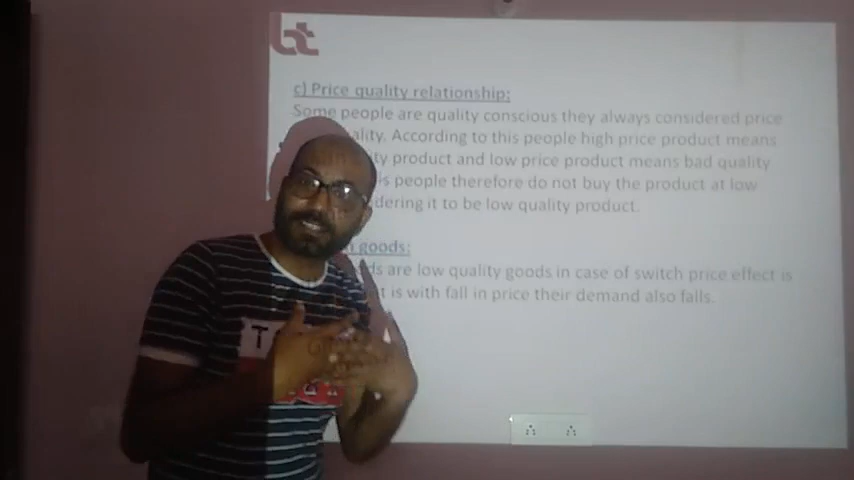 bt
c) Price quality relationship:
Some people are quality conscious they always considered price
ality. According to this people high price product means
ity product and low price product means bad quality
is people therefore do not buy the product at low
dering it to be low quality product.
n goods:
ds are low quality goods in case of switch price effect is
t is with fall in price their demand also falls.
T